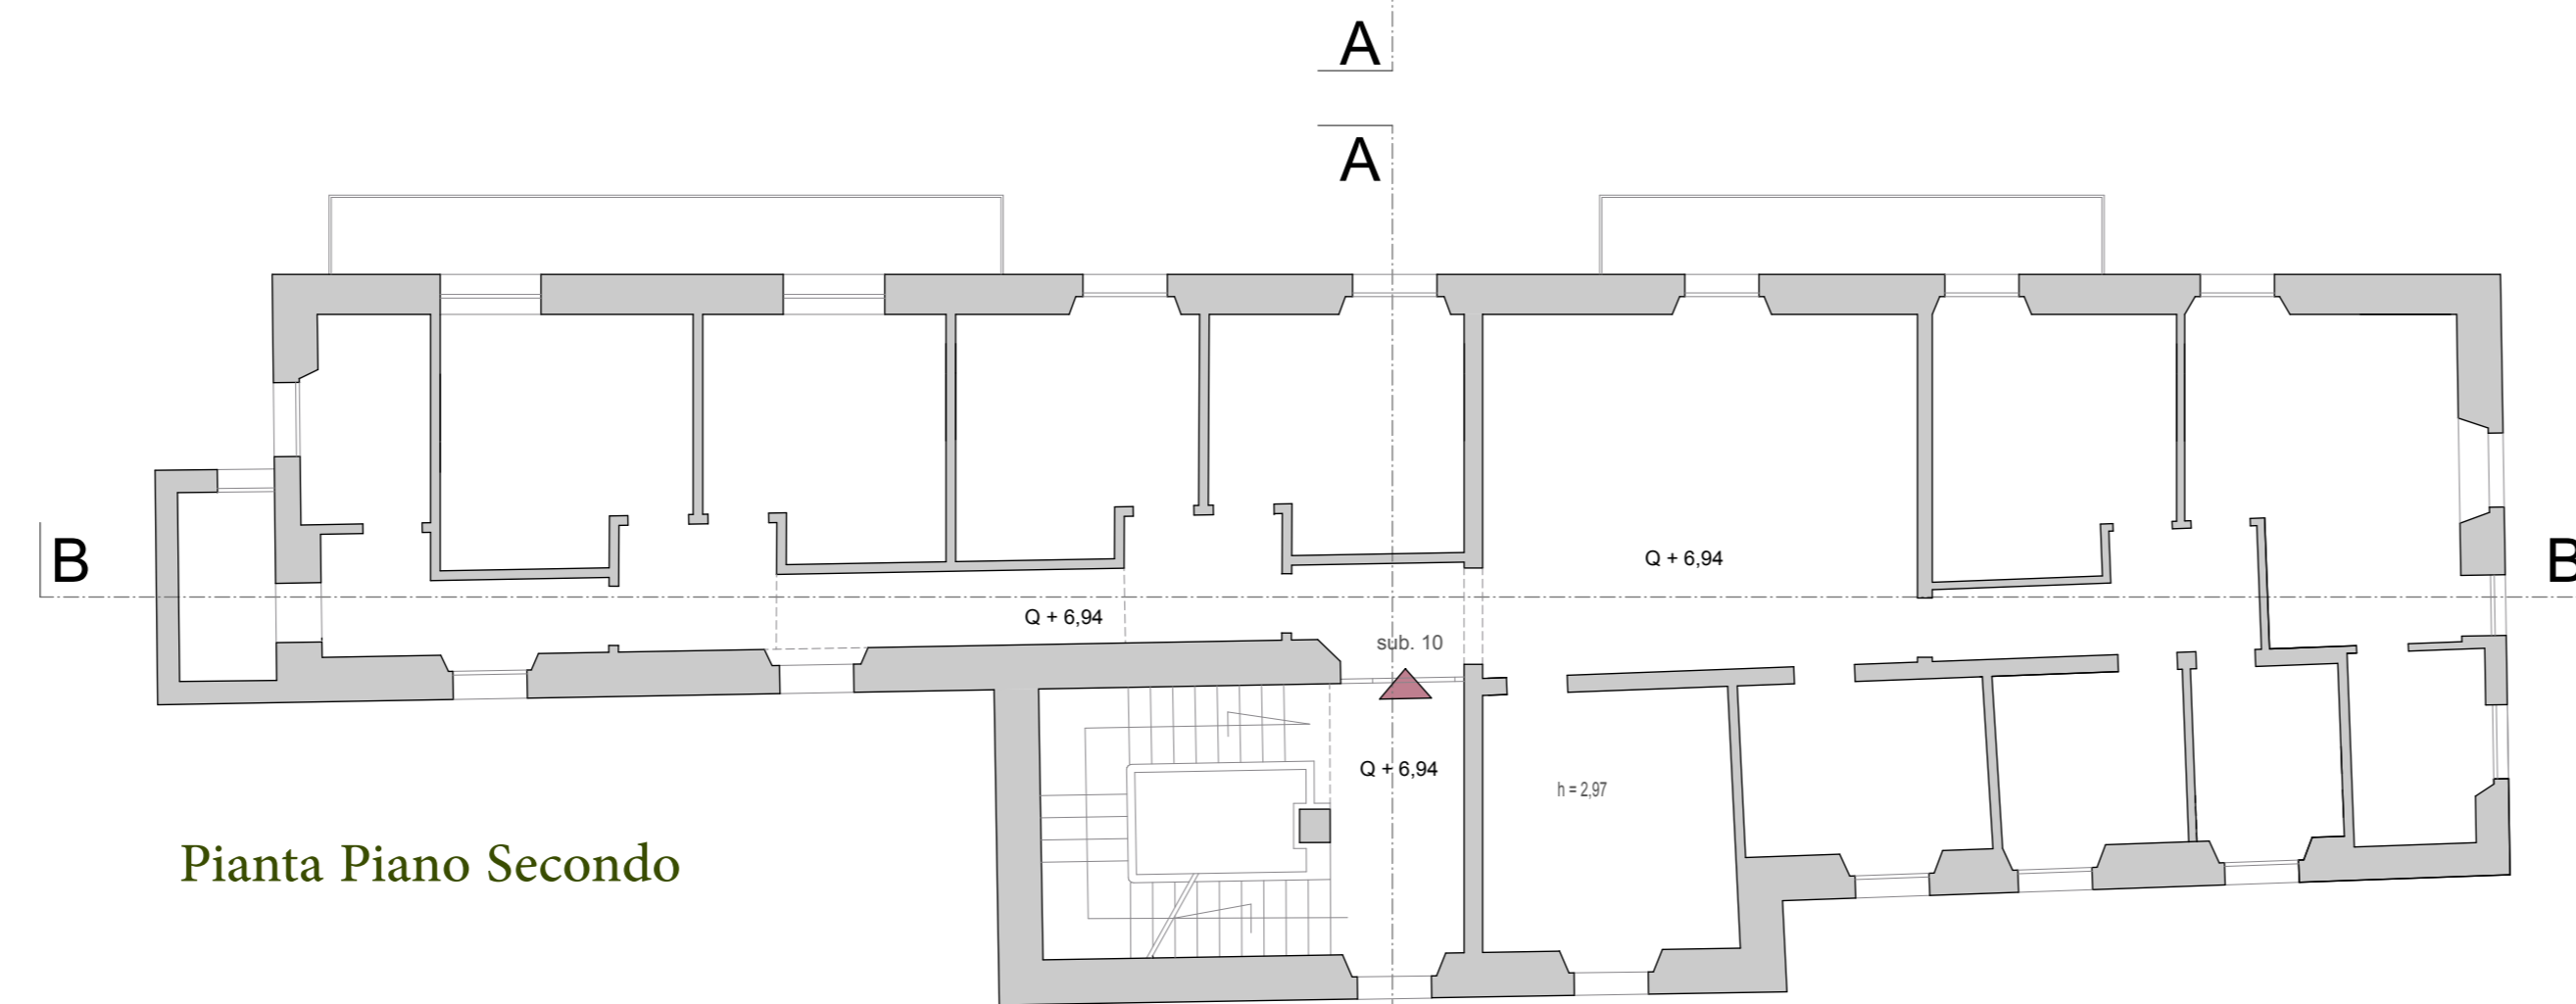 A
A
B
B
Q + 6,94
Q + 6,94
sub. 10
Q + 6,94
h = 2,97
Pianta Piano Secondo